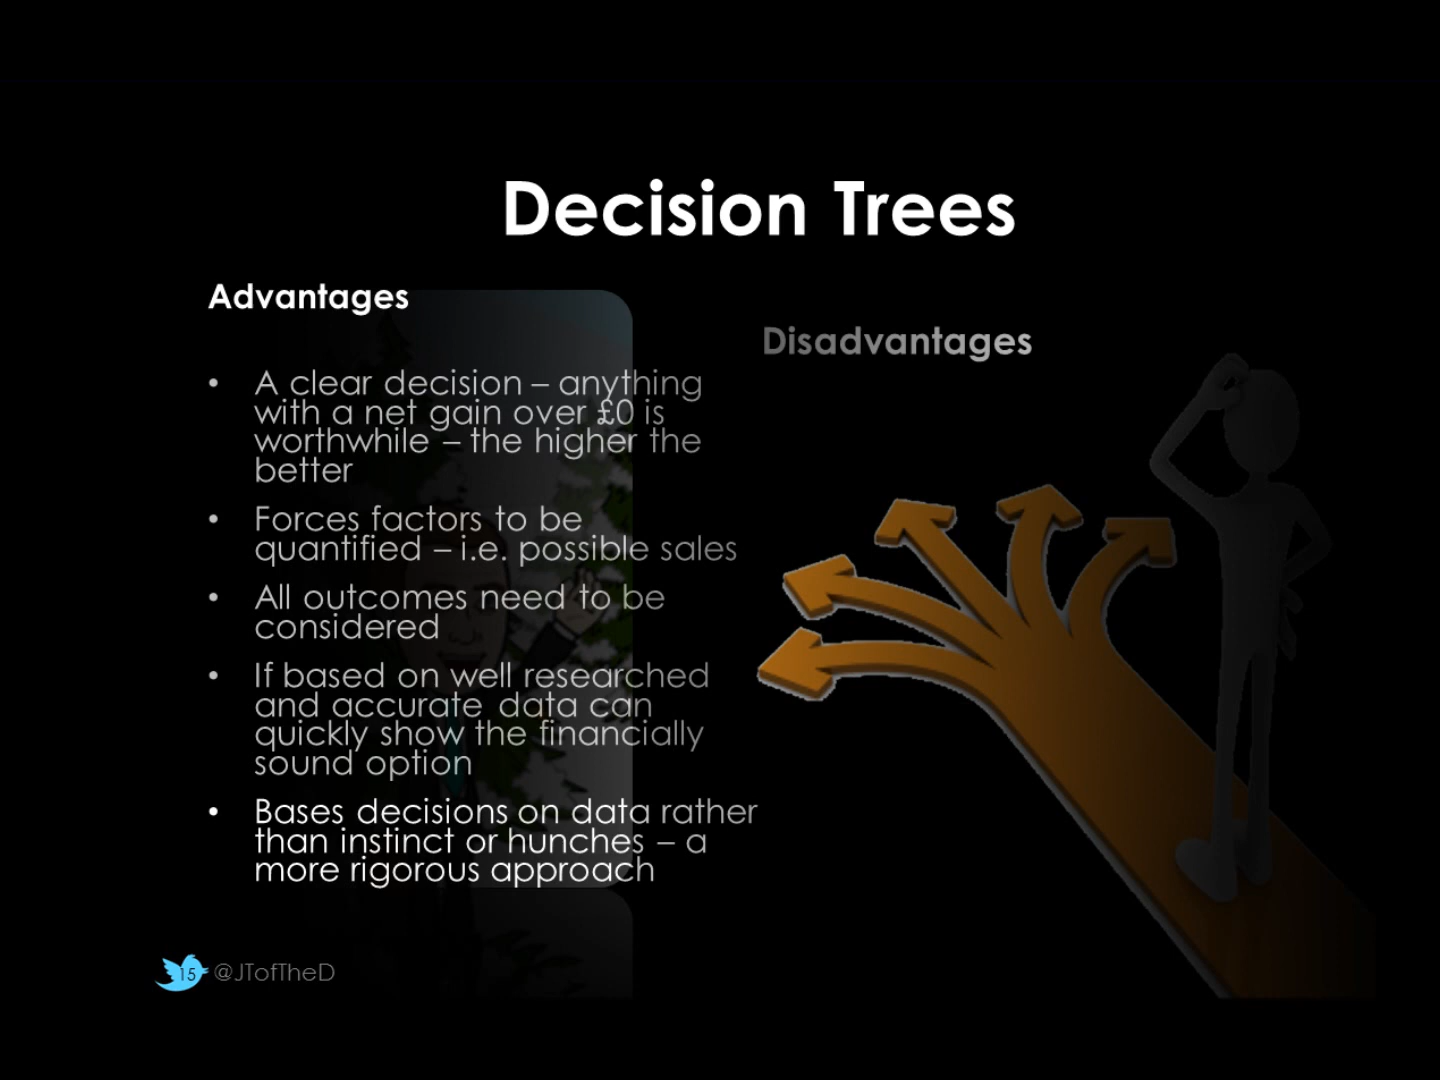 Decision Trees
Advantages
• A clear decision – anything
with a net gain over £0 is
worthwhile – the higher the
better
• Forces factors to be
quantified – i.e. possible sales
• All outcomes need to be
considered
• If based on well researched
and accurate data can
quickly show the financially
sound option
• Bases decisions on data rather
than instinct or hunches – a
more rigorous approach
Disadvantages
15 @JTofTheD